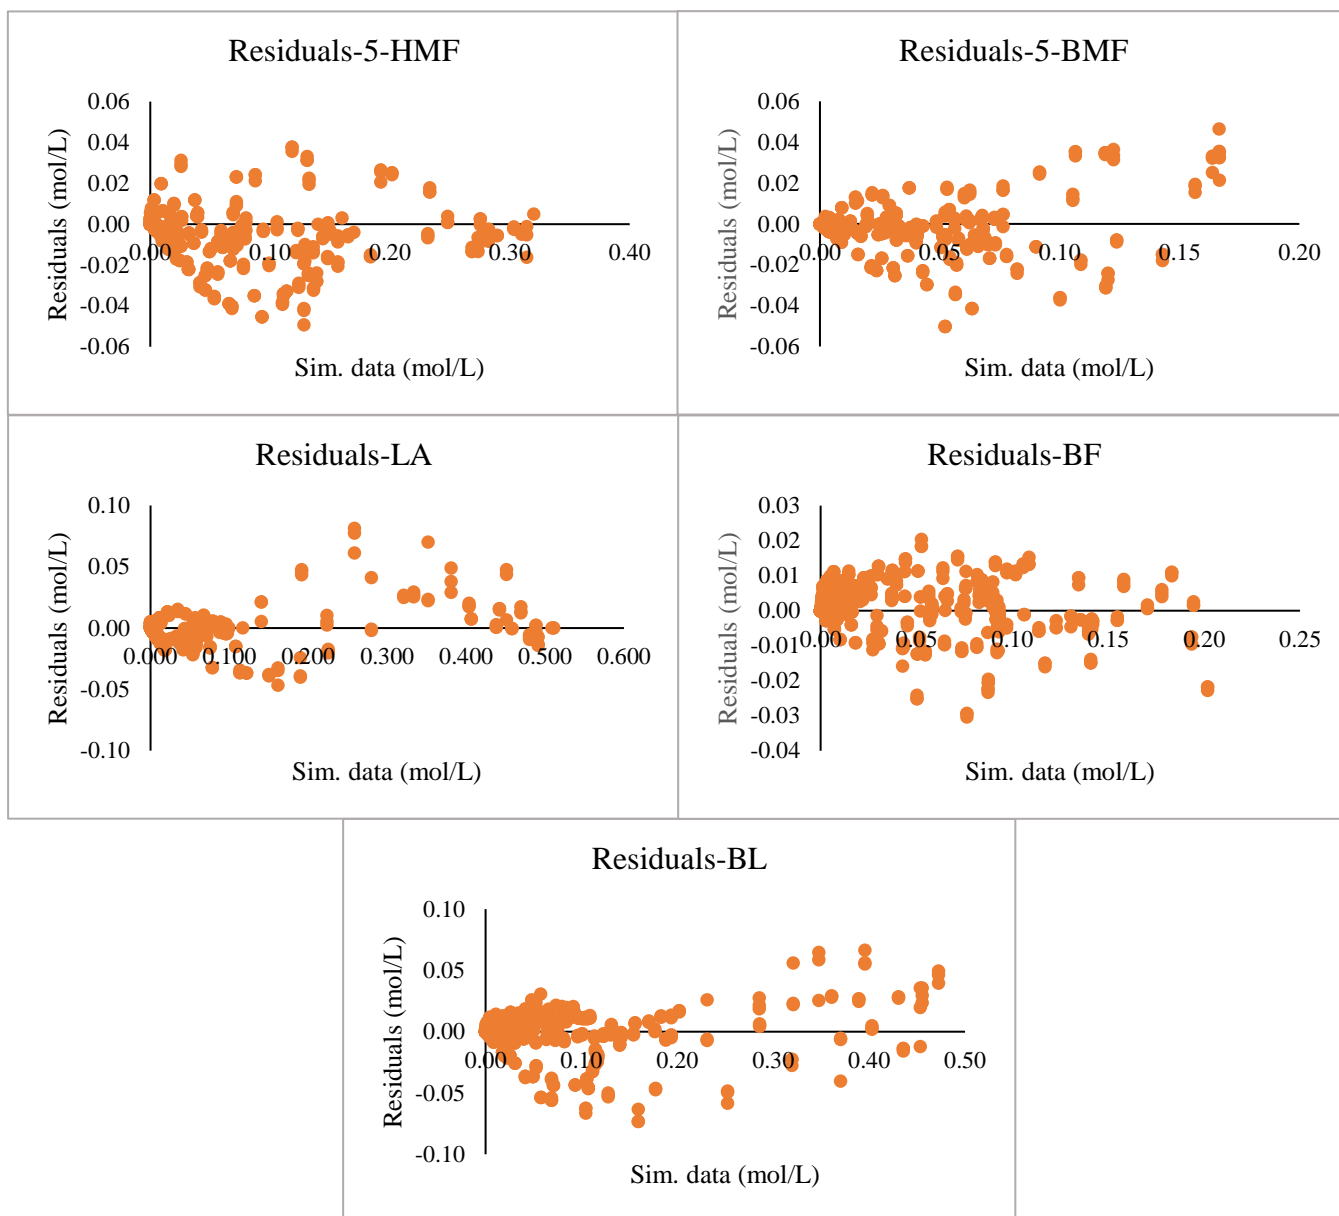 Residuals-5-HMF
0.06
0.04
0.02
0.00
-0.02
-0.04
-0.06
0.00 0.10 0.20 0.30 0.40
Residuals (mol/L)
Sim. data (mol/L)
Residuals-5-BMF
0.06
0.04
0.02
0.00
-0.02
-0.04
-0.06
0.00 0.05 0.10 0.15 0.20
Residuals (mol/L)
Sim. data (mol/L)
Residuals-LA
0.10
0.05
0.00
-0.05
-0.10
0.000 0.100 0.200 0.300 0.400 0.500 0.600
Residuals (mol/L)
Sim. data (mol/L)
Residuals-BF
0.03
0.02
0.01
0.00
-0.01
-0.02
-0.03
-0.04
0.00 0.05 0.10 0.15 0.20 0.25
Residuals (mol/L)
Sim. data (mol/L)
Residuals-BL
0.10
0.05
0.00
-0.05
-0.10
0.00 0.10 0.20 0.30 0.40 0.50
Residuals (mol/L)
Sim. data (mol/L)